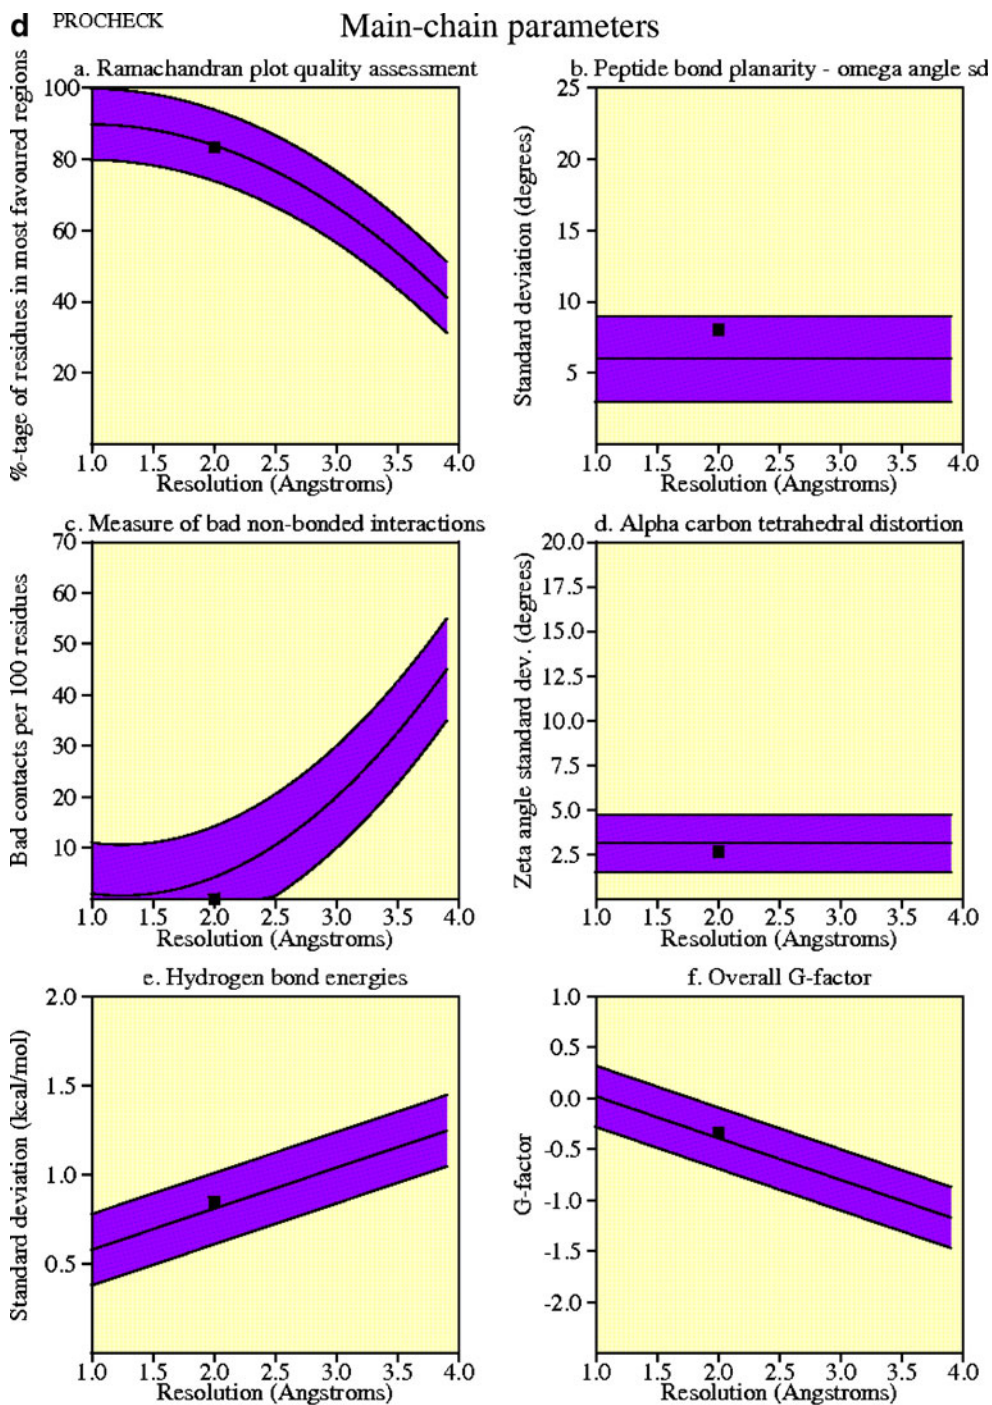 d PROCHECK Main-chain parameters
a. Ramachandran plot quality assessment
%-tage of residues in most favoured regions
100
80
60
40
20
1.0 1.5 2.0 2.5 3.0 3.5 4.0
Resolution (Angstroms)
b. Peptide bond planarity - omega angle sd
Standard deviation (degrees)
25
20
15
10
5
1.0 1.5 2.0 2.5 3.0 3.5 4.0
Resolution (Angstroms)
c. Measure of bad non-bonded interactions
Bad contacts per 100 residues
70
60
50
40
30
20
10
1.0 1.5 2.0 2.5 3.0 3.5 4.0
Resolution (Angstroms)
d. Alpha carbon tetrahedral distortion
Zeta angle standard dev. (degrees)
20.0
17.5
15.0
12.5
10.0
7.5
5.0
2.5
1.0 1.5 2.0 2.5 3.0 3.5 4.0
Resolution (Angstroms)
e. Hydrogen bond energies
Standard deviation (kcal/mol)
2.0
1.5
1.0
0.5
1.0 1.5 2.0 2.5 3.0 3.5 4.0
Resolution (Angstroms)
f. Overall G-factor
G-factor
1.0
0.5
0.0
-0.5
-1.0
-1.5
-2.0
1.0 1.5 2.0 2.5 3.0 3.5 4.0
Resolution (Angstroms)